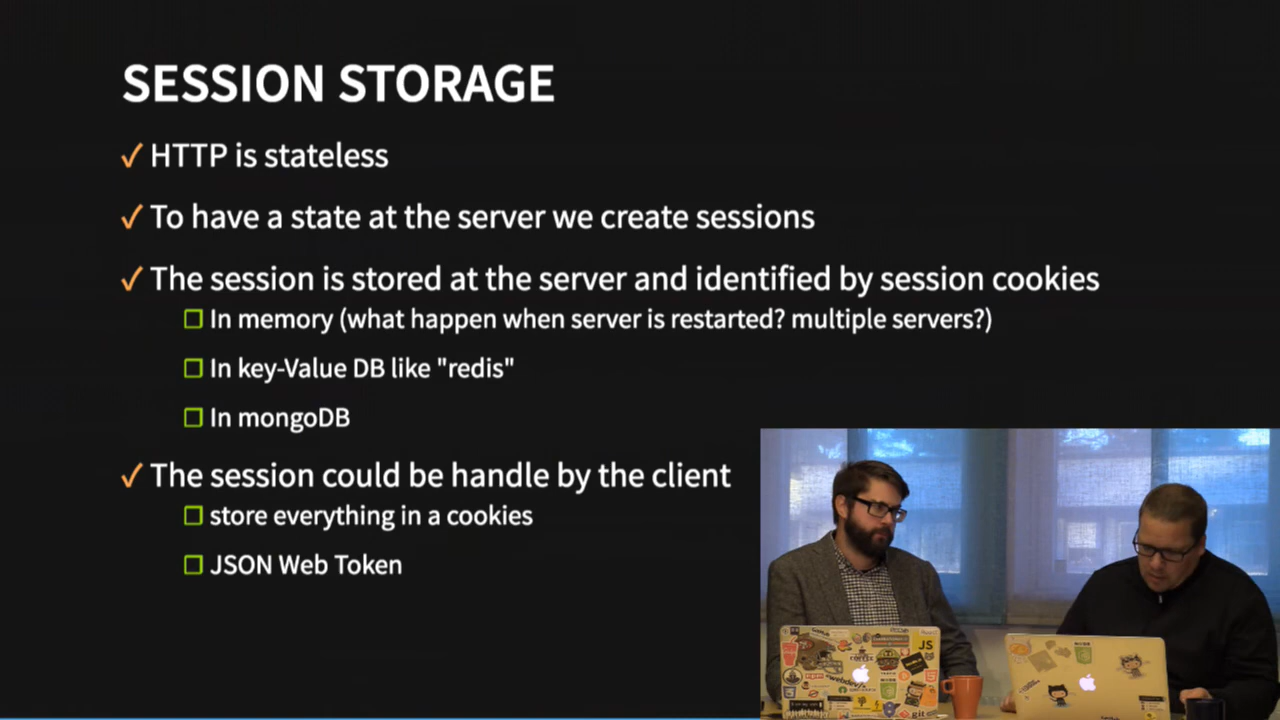 SESSION STORAGE
✓ HTTP is stateless
✓ To have a state at the server we create sessions
✓ The session is stored at the server and identified by session cookies
☐ In memory (what happen when server is restarted? multiple servers?)
☐ In key-Value DB like "redis"
☐ In mongoDB
✓ The session could be handle by the client
☐ store everything in a cookies
☐ JSON Web Token
JS
git